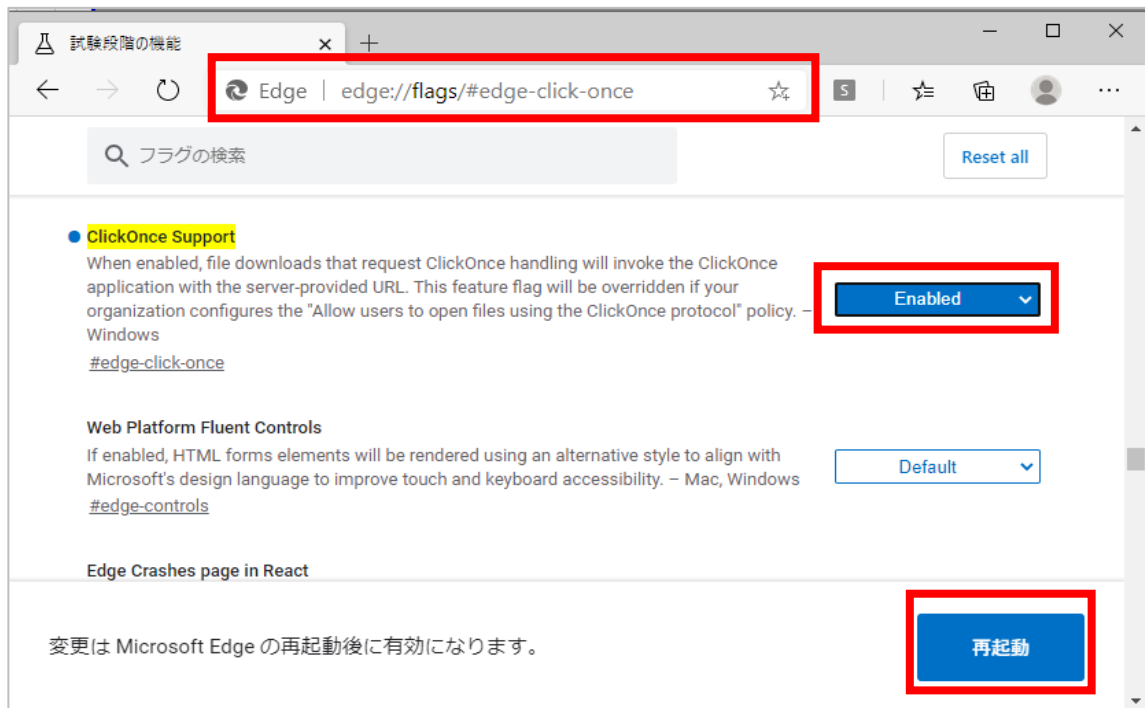 試験段階の機能
Edge edge://flags/#edge-click-once
S
フラグの検索
Reset all
ClickOnce Support
When enabled, file downloads that request ClickOnce handling will invoke the ClickOnce
application with the server-provided URL. This feature flag will be overridden if your
organization configures the "Allow users to open files using the ClickOnce protocol" policy. –
Windows
#edge-click-once
Enabled
Web Platform Fluent Controls
If enabled, HTML forms elements will be rendered using an alternative style to align with
Microsoft's design language to improve touch and keyboard accessibility. – Mac, Windows
#edge-controls
Default
Edge Crashes page in React
変更は Microsoft Edge の再起動後に有効になります。
再起動